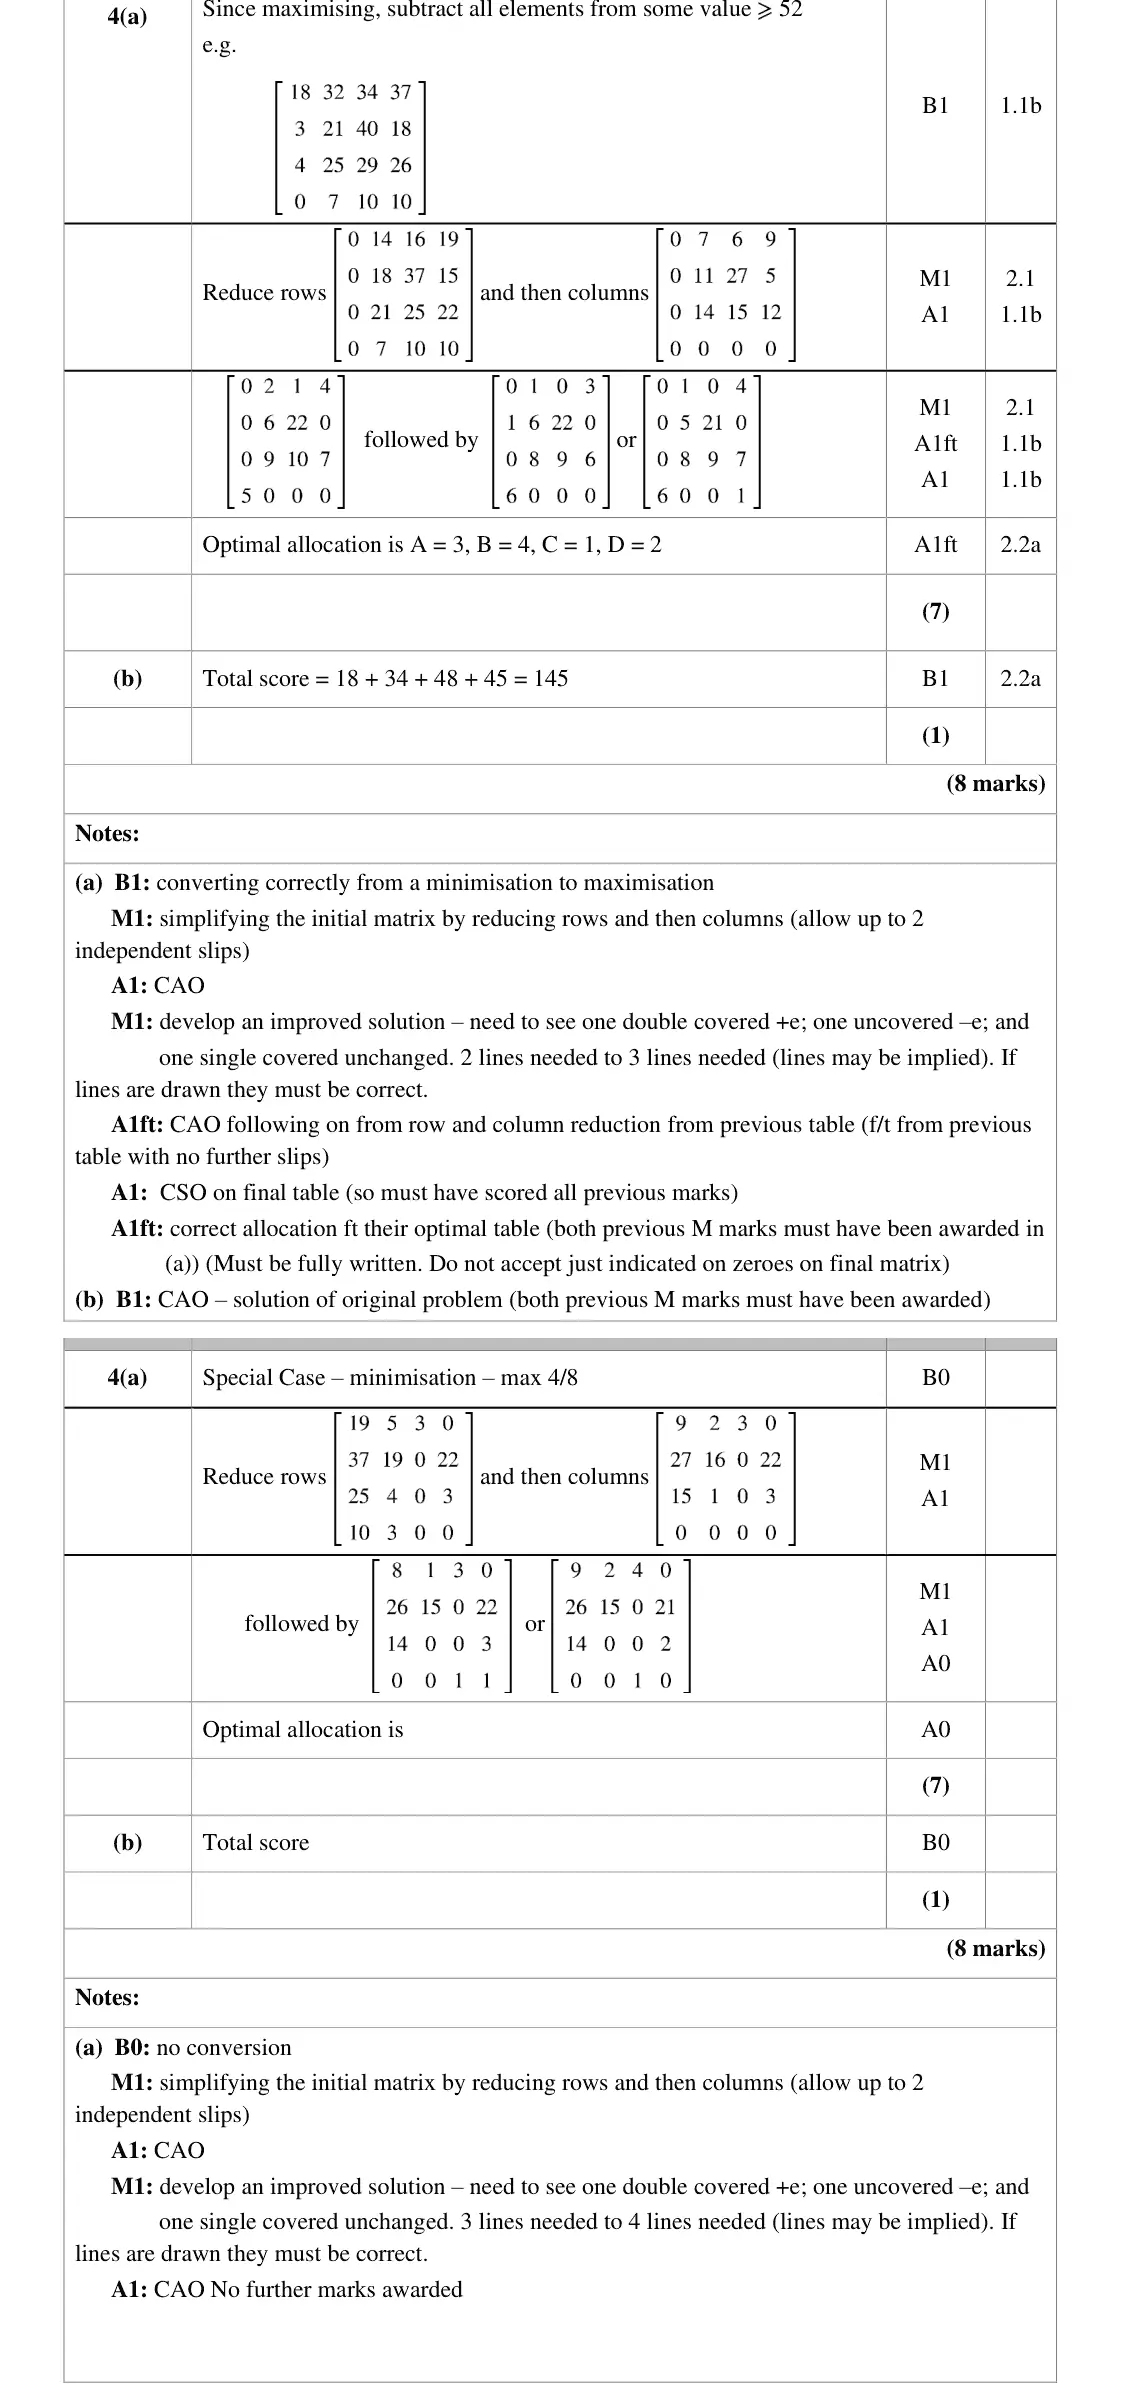 4(a) Since maximising, subtract all elements from some value ⩾ 52
e.g.
18 32 34 37
3 21 40 18
4 25 29 26
0 7 10 10
B1 1.1b
Reduce rows
0 14 16 19
0 18 37 15
0 21 25 22
0 7 10 10
and then columns
0 7 6 9
0 11 27 5
0 14 15 12
0 0 0 0
M1 2.1
A1 1.1b
0 2 1 4
0 6 22 0
0 9 10 7
5 0 0 0
followed by
0 1 0 3
1 6 22 0
0 8 9 6
6 0 0 0
or
0 1 0 4
0 5 21 0
0 8 9 7
6 0 0 1
M1 2.1
A1ft 1.1b
A1 1.1b
Optimal allocation is A = 3, B = 4, C = 1, D = 2 A1ft 2.2a
(7)
(b) Total score = 18 + 34 + 48 + 45 = 145 B1 2.2a
(1)
(8 marks)
Notes:
(a) B1: converting correctly from a minimisation to maximisation
M1: simplifying the initial matrix by reducing rows and then columns (allow up to 2
independent slips)
A1: CAO
M1: develop an improved solution – need to see one double covered +e; one uncovered –e; and
one single covered unchanged. 2 lines needed to 3 lines needed (lines may be implied). If
lines are drawn they must be correct.
A1ft: CAO following on from row and column reduction from previous table (f/t from previous
table with no further slips)
A1: CSO on final table (so must have scored all previous marks)
A1ft: correct allocation ft their optimal table (both previous M marks must have been awarded in
(a)) (Must be fully written. Do not accept just indicated on zeroes on final matrix)
(b) B1: CAO – solution of original problem (both previous M marks must have been awarded)
4(a) Special Case – minimisation – max 4/8 B0
Reduce rows
19 5 3 0
37 19 0 22
25 4 0 3
10 3 0 0
and then columns
9 2 3 0
27 16 0 22
15 1 0 3
0 0 0 0
M1
A1
followed by
8 1 3 0
26 15 0 22
14 0 0 3
0 0 1 1
or
9 2 4 0
26 15 0 21
14 0 0 2
0 0 1 0
M1
A1
A0
Optimal allocation is A0
(7)
(b) Total score B0
(1)
(8 marks)
Notes:
(a) B0: no conversion
M1: simplifying the initial matrix by reducing rows and then columns (allow up to 2
independent slips)
A1: CAO
M1: develop an improved solution – need to see one double covered +e; one uncovered –e; and
one single covered unchanged. 3 lines needed to 4 lines needed (lines may be implied). If
lines are drawn they must be correct.
A1: CAO No further marks awarded